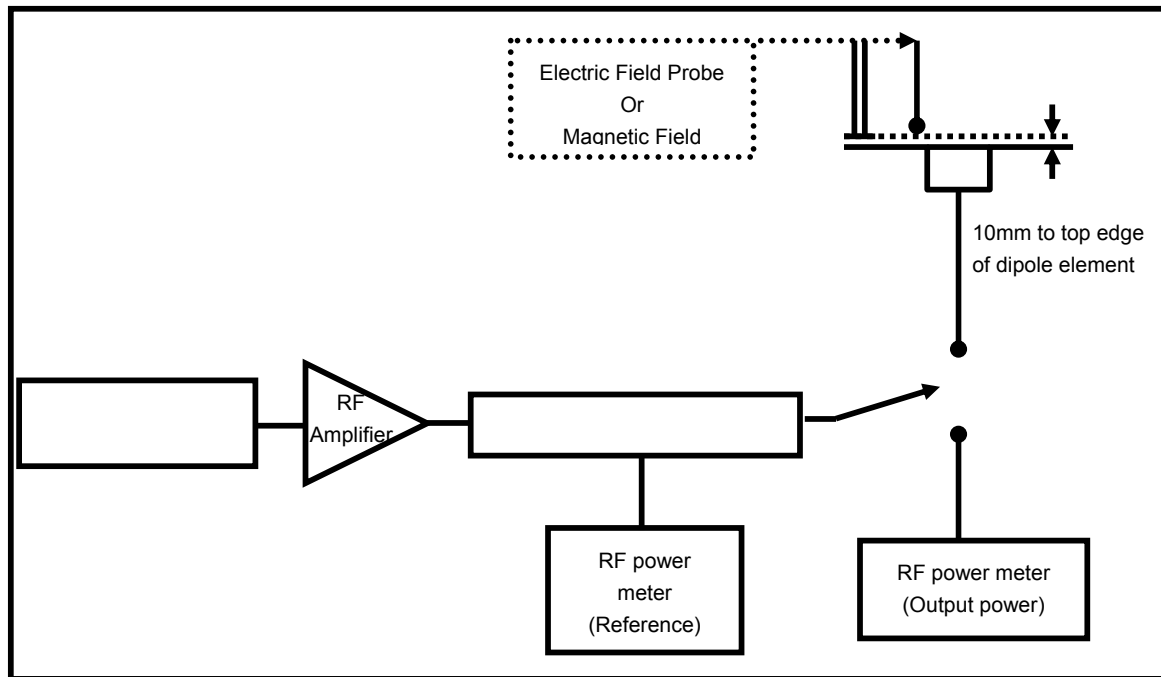 Electric Field Probe
Or
Magnetic Field
10mm to top edge
of dipole element
RF
Amplifier
RF power
meter
(Reference)
RF power meter
(Output power)